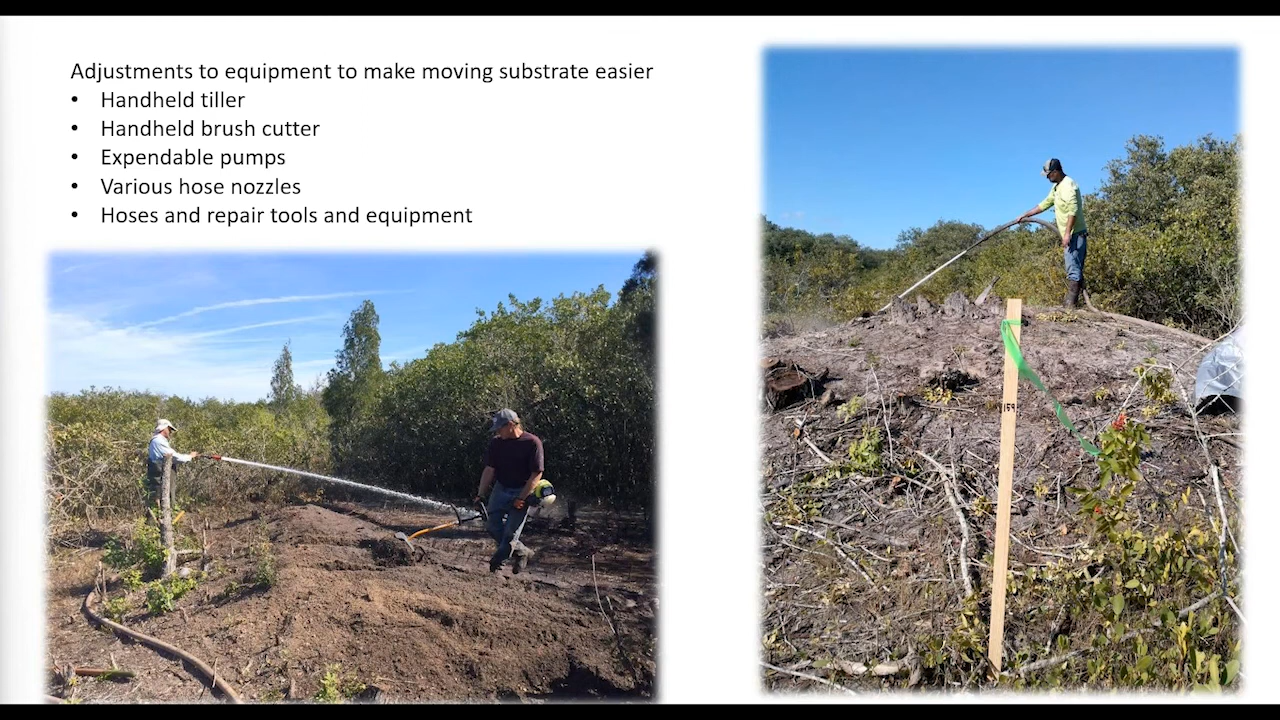 Adjustments to equipment to make moving substrate easier
• Handheld tiller
• Handheld brush cutter
• Expendable pumps
• Various hose nozzles
• Hoses and repair tools and equipment
159